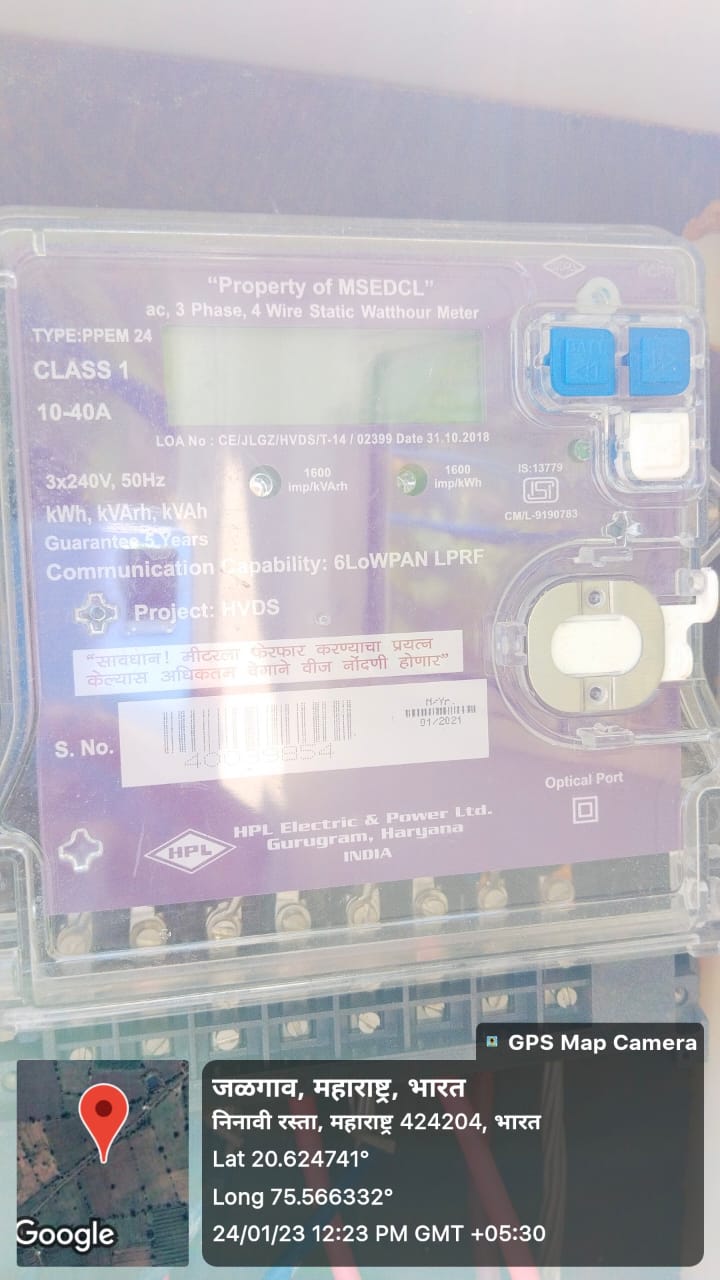 "Property of MSEDCL"
ac, 3 Phase, 4 Wire Static Watthour Meter
TYPE:PPEM 24
CLASS 1
10-40A
LOA No : CE/JLGZ/HVDS/T-14 / 02399 Date 31.10.2018
3x240V, 50Hz
1600
imp/kVArh
1600
imp/kWh
IS:13779
ISI
CM/L-9190783
kWh, kVArh, kVAh
Guarantee 5 Years
Communication Capability: 6LoWPAN LPRF
Project: HVDS
"सावधान! मीटरला फेरफार करण्याचा प्रयत्न
केल्यास अधिकतम वेगाने वीज नोंदणी होणार"
M/Yr.
01/2021
S. No.
Optical Port
HPL
HPL Electric & Power Ltd.
Gurugram, Haryana
INDIA
GPS Map Camera
जळगाव, महाराष्ट्र, भारत
निनावी रस्ता, महाराष्ट्र 424204, भारत
Lat 20.624741°
Long 75.566332°
24/01/23 12:23 PM GMT +05:30
Google